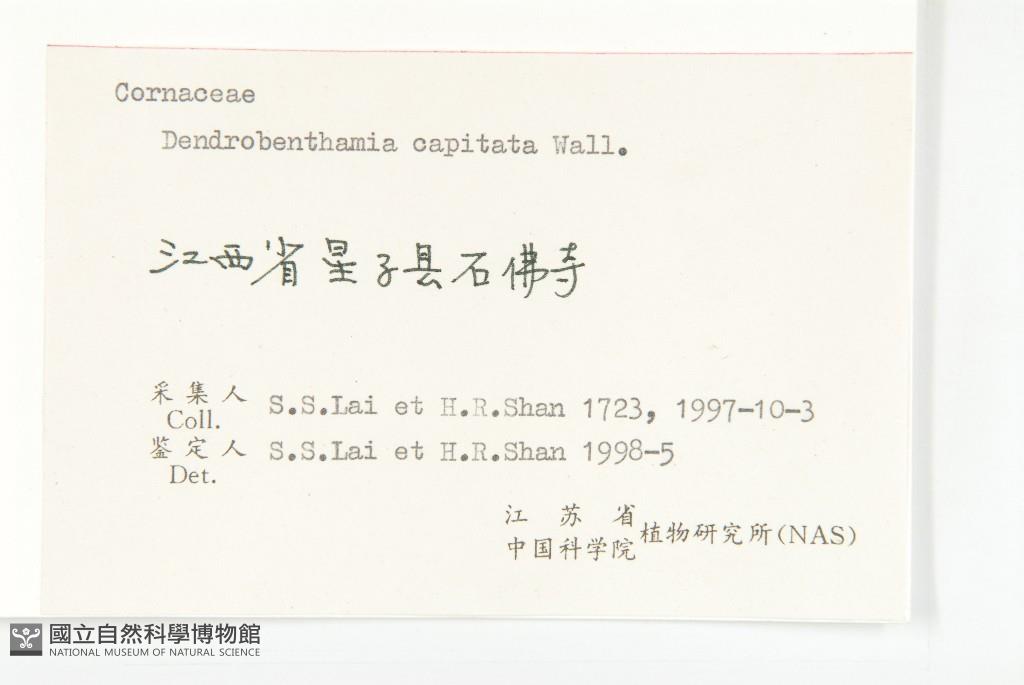 Cornaceae
Dendrobenthamia capitata Wall.
江西省星子县石佛寺
采集人 S.S.Lai et H.R.Shan 1723, 1997-10-3
Coll.
鉴定人 S.S.Lai et H.R.Shan 1998-5
Det.
江苏省
中国科学院植物研究所(NAS)
國立自然科學博物館
NATIONAL MUSEUM OF NATURAL SCIENCE